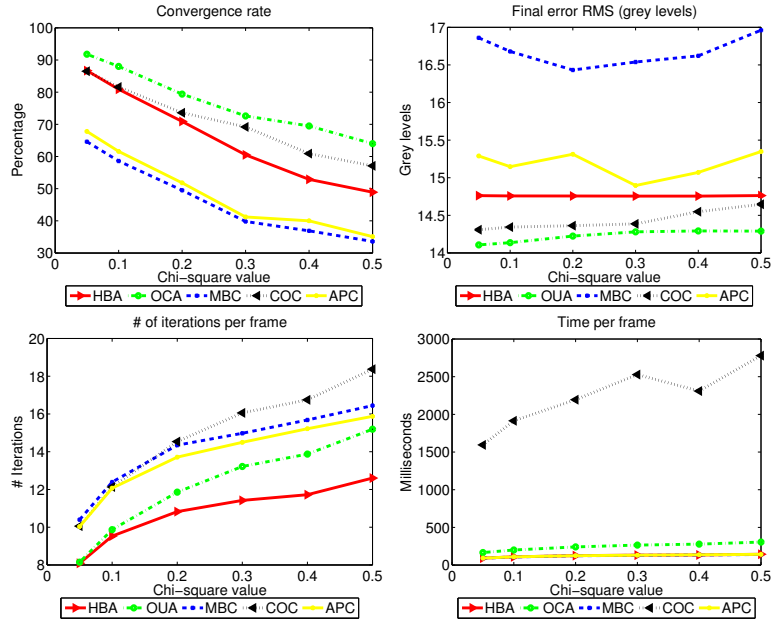 Convergence rate
Percentage
100
90
80
70
60
50
40
30
0 0.1 0.2 0.3 0.4 0.5
Chi-square value
HBA OCA MBC COC APC
Final error RMS (grey levels)
Grey levels
17
16.5
16
15.5
15
14.5
14
0 0.1 0.2 0.3 0.4 0.5
Chi-square value
HBA OUA MBC COC APC
# of iterations per frame
# Iterations
20
18
16
14
12
10
8
0 0.1 0.2 0.3 0.4 0.5
Chi-square value
HBA OUA MBC COC APC
Time per frame
Milliseconds
3000
2500
2000
1500
1000
500
0
0 0.1 0.2 0.3 0.4 0.5
Chi-square value
HBA OCA MBC COC APC